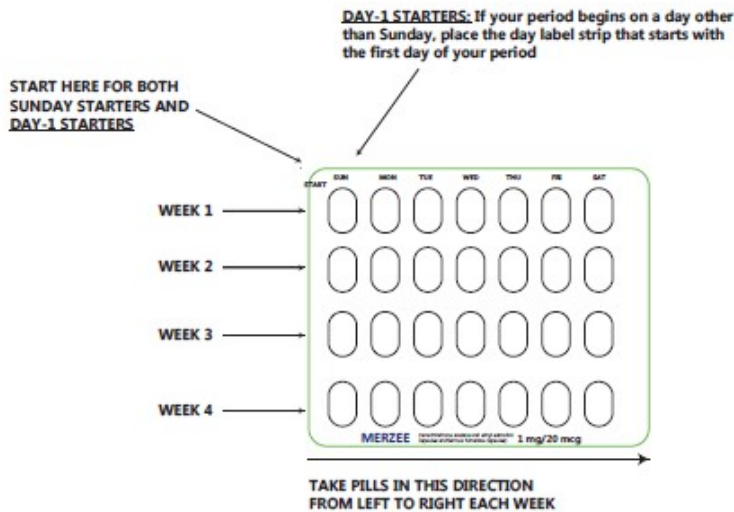 DAY-1 STARTERS: If your period begins on a day other
than Sunday, place the day label strip that starts with
the first day of your period
START HERE FOR BOTH
SUNDAY STARTERS AND
DAY-1 STARTERS
SUN MON TUE WED THU FRI SAT
START
WEEK 1
WEEK 2
WEEK 3
WEEK 4
MERZEE 1 mg/20 mcg
TAKE PILLS IN THIS DIRECTION
FROM LEFT TO RIGHT EACH WEEK